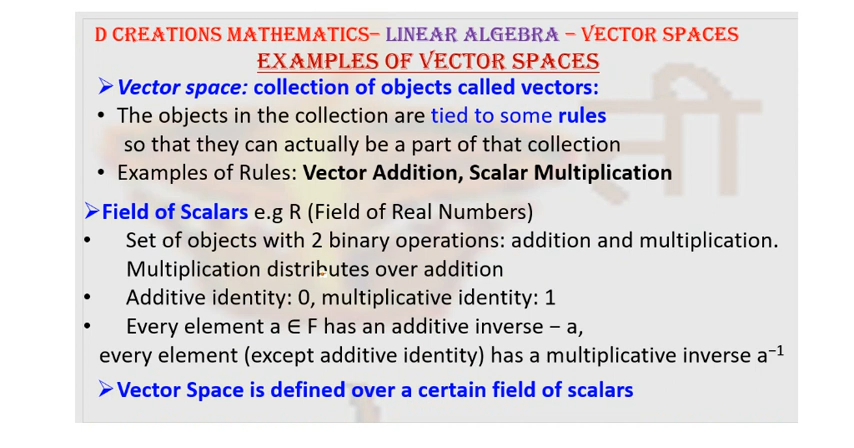 D CREATIONS MATHEMATICS– LINEAR ALGEBRA – VECTOR SPACES
EXAMPLES OF VECTOR SPACES
➢ Vector space: collection of objects called vectors:
• The objects in the collection are tied to some rules
so that they can actually be a part of that collection
• Examples of Rules: Vector Addition, Scalar Multiplication
➢ Field of Scalars e.g R (Field of Real Numbers)
• Set of objects with 2 binary operations: addition and multiplication.
Multiplication distributes over addition
• Additive identity: 0, multiplicative identity: 1
• Every element a ∈ F has an additive inverse − a,
every element (except additive identity) has a multiplicative inverse a⁻¹
➢ Vector Space is defined over a certain field of scalars